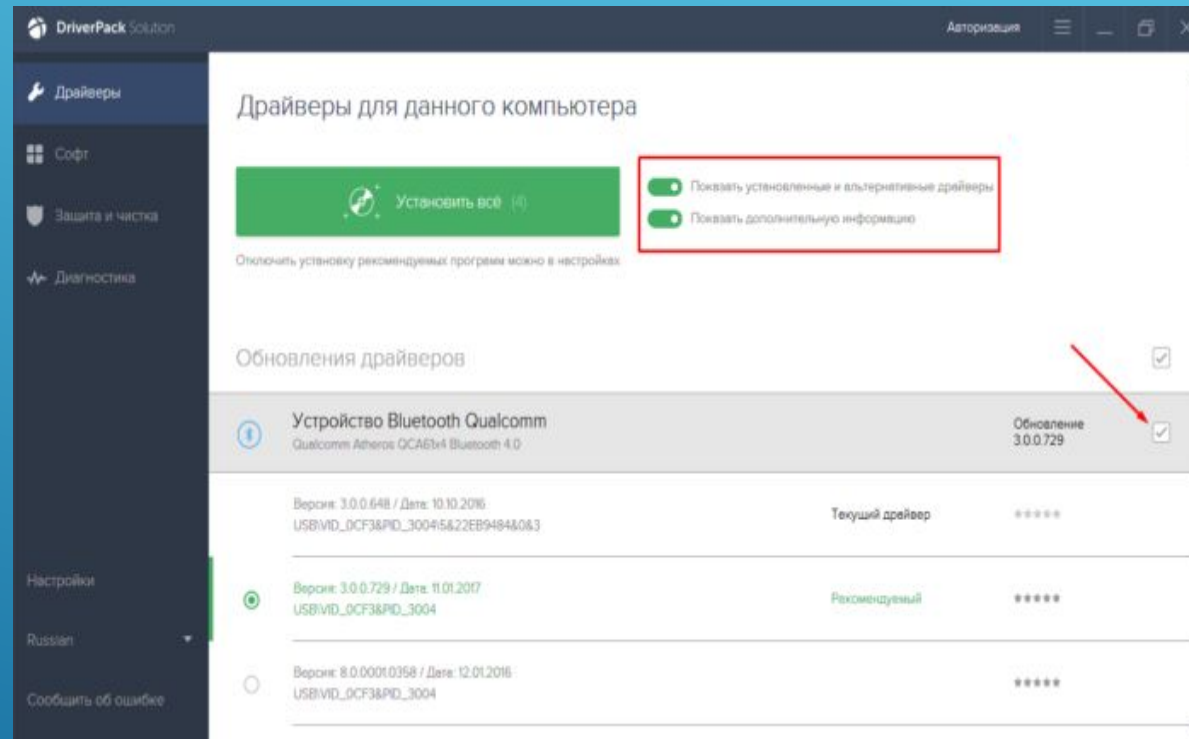 DriverPack Solution
Авторизация
Драйверы
Софт
Защита и чистка
Диагностика
Настройки
Russian
Сообщить об ошибке
Драйверы для данного компьютера
Установить всё (4)
Показать установленные и альтернативные драйверы
Показать дополнительную информацию
Отключить установку рекомендуемых программ можно в настройках
Обновления драйверов
Устройство Bluetooth Qualcomm
Qualcomm Atheros QCA61x4 Bluetooth 4.0
Обновление
3.0.0.729
Версия: 3.0.0.648 / Дата: 10.10.2016
USB\VID_0CF3&PID_3004\5&22EB9484&0&3
Текущий драйвер
Версия: 3.0.0.729 / Дата: 11.01.2017
USB\VID_0CF3&PID_3004
Рекомендуемый
Версия: 8.0.0001.0358 / Дата: 12.01.2016
USB\VID_0CF3&PID_3004